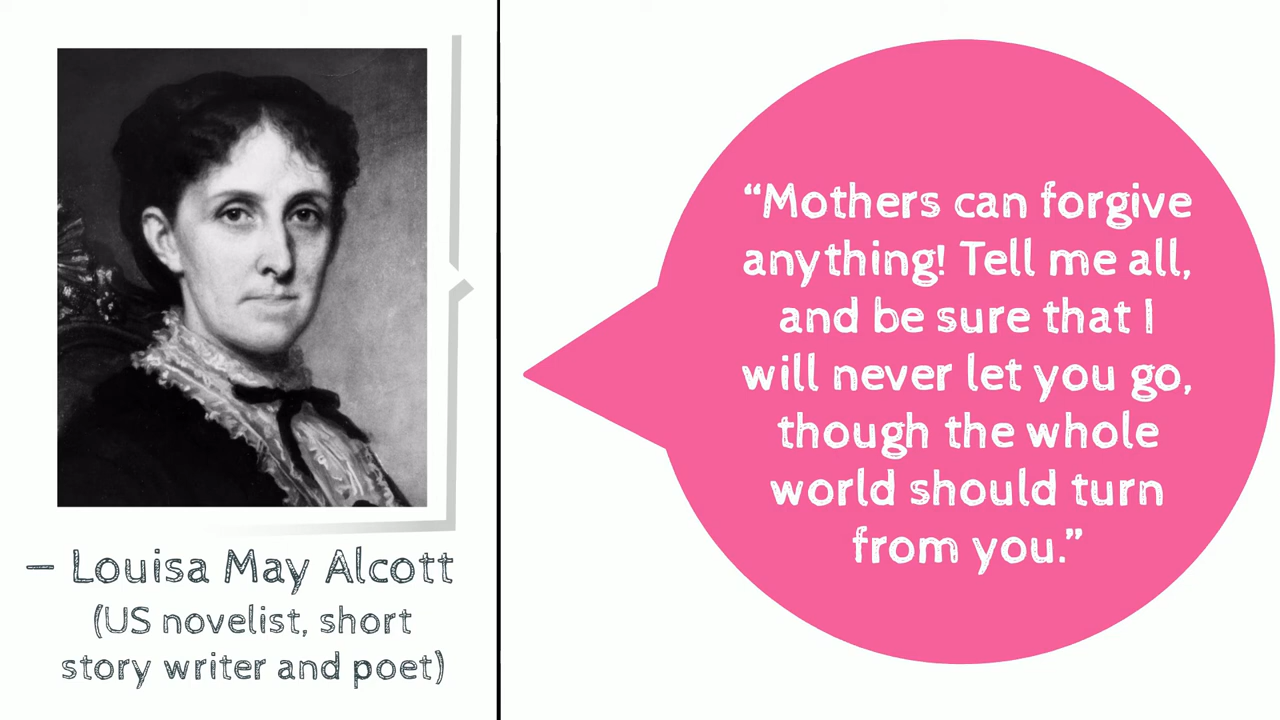 “Mothers can forgive
anything! Tell me all,
and be sure that I
will never let you go,
though the whole
world should turn
from you.”
— Louisa May Alcott
(US novelist, short
story writer and poet)